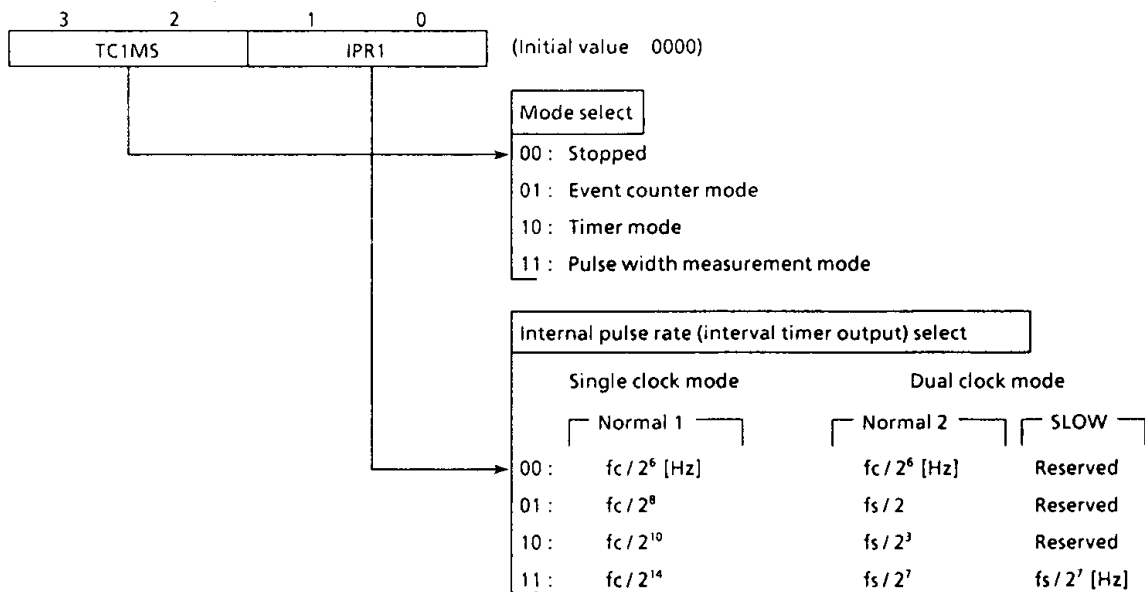 3 2 1 0
TC1MS IPR1 (Initial value 0000)
Mode select
00 : Stopped
01 : Event counter mode
10 : Timer mode
11 : Pulse width measurement mode
Internal pulse rate (interval timer output) select
Single clock mode Dual clock mode
Normal 1 Normal 2 SLOW
00 : fc / 2⁶ [Hz] fc / 2⁶ [Hz] Reserved
01 : fc / 2⁸ fs / 2 Reserved
10 : fc / 2¹⁰ fs / 2³ Reserved
11 : fc / 2¹⁴ fs / 2⁷ fs / 2⁷ [Hz]